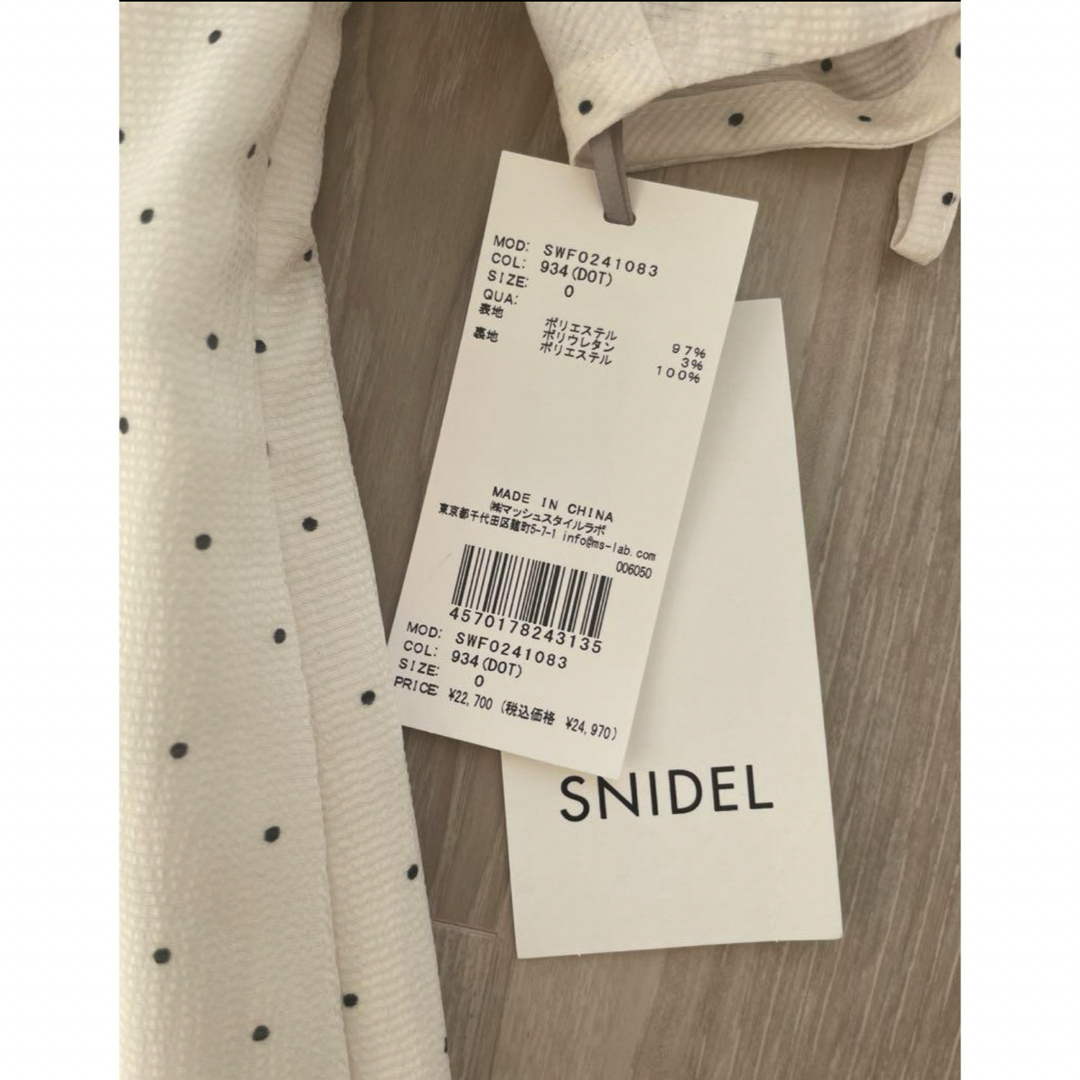 MOD: SWF0241083
COL: 934(DOT)
SIZE: 0
QUA:
表地 ポリエステル 97%
ポリウレタン 3%
裏地 ポリエステル 100%
MADE IN CHINA
㈱マッシュスタイルラボ
東京都千代田区麹町5-7-1 info@ms-lab.com
006050
4570178243135
MOD: SWF0241083
COL: 934(DOT)
SIZE: 0
PRICE: ¥22,700 (税込価格 ¥24,970)
SNIDEL